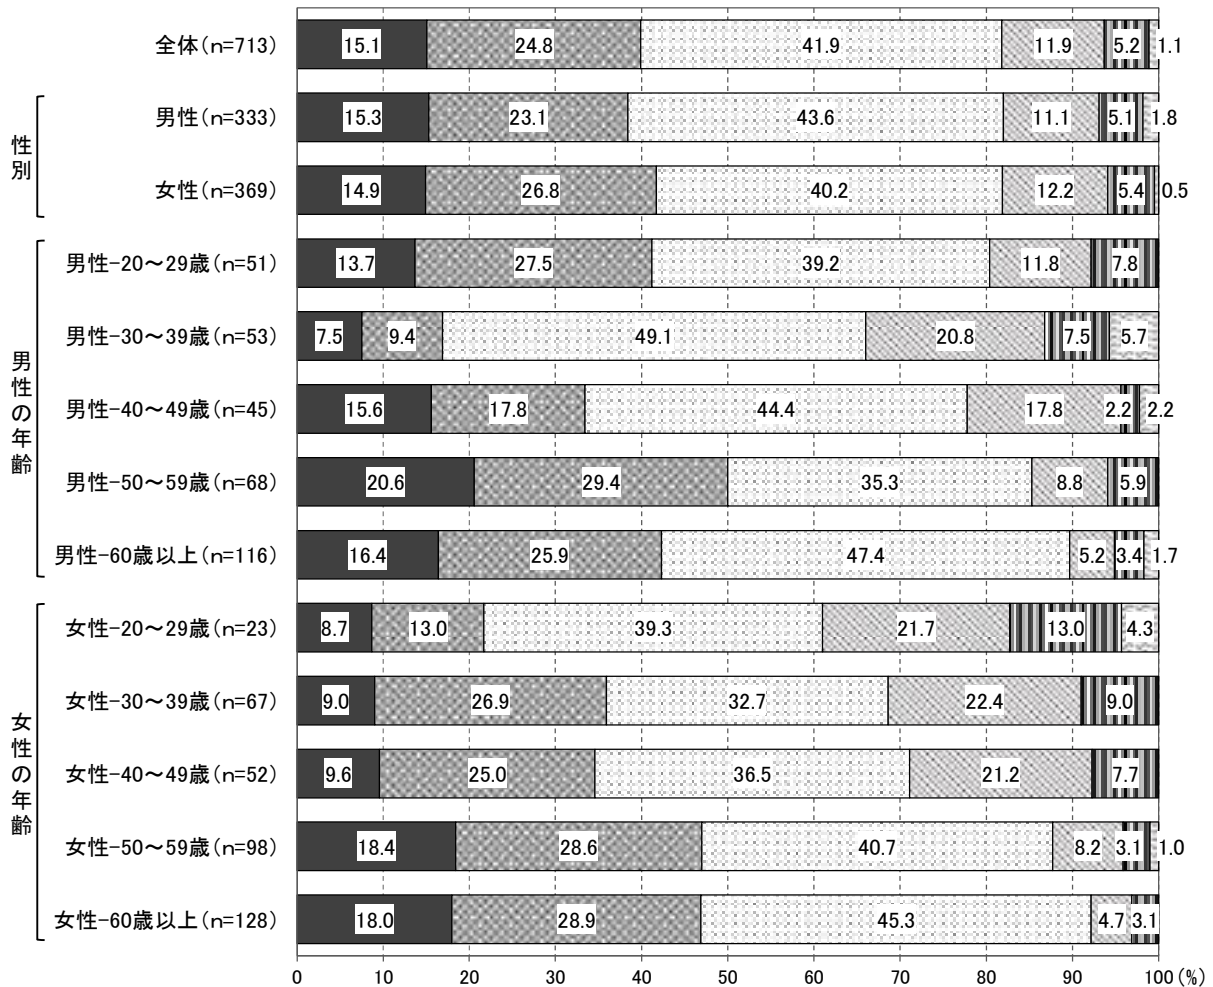 全体(n=713) 15.1 24.8 41.9 11.9 5.2 1.1
性別
男性(n=333) 15.3 23.1 43.6 11.1 5.1 1.8
女性(n=369) 14.9 26.8 40.2 12.2 5.4 0.5
男性の年齢
男性-20～29歳(n=51) 13.7 27.5 39.2 11.8 7.8
男性-30～39歳(n=53) 7.5 9.4 49.1 20.8 7.5 5.7
男性-40～49歳(n=45) 15.6 17.8 44.4 17.8 2.2 2.2
男性-50～59歳(n=68) 20.6 29.4 35.3 8.8 5.9
男性-60歳以上(n=116) 16.4 25.9 47.4 5.2 3.4 1.7
女性の年齢
女性-20～29歳(n=23) 8.7 13.0 39.3 21.7 13.0 4.3
女性-30～39歳(n=67) 9.0 26.9 32.7 22.4 9.0
女性-40～49歳(n=52) 9.6 25.0 36.5 21.2 7.7
女性-50～59歳(n=98) 18.4 28.6 40.7 8.2 3.1 1.0
女性-60歳以上(n=128) 18.0 28.9 45.3 4.7 3.1
0 10 20 30 40 50 60 70 80 90 100 (%)